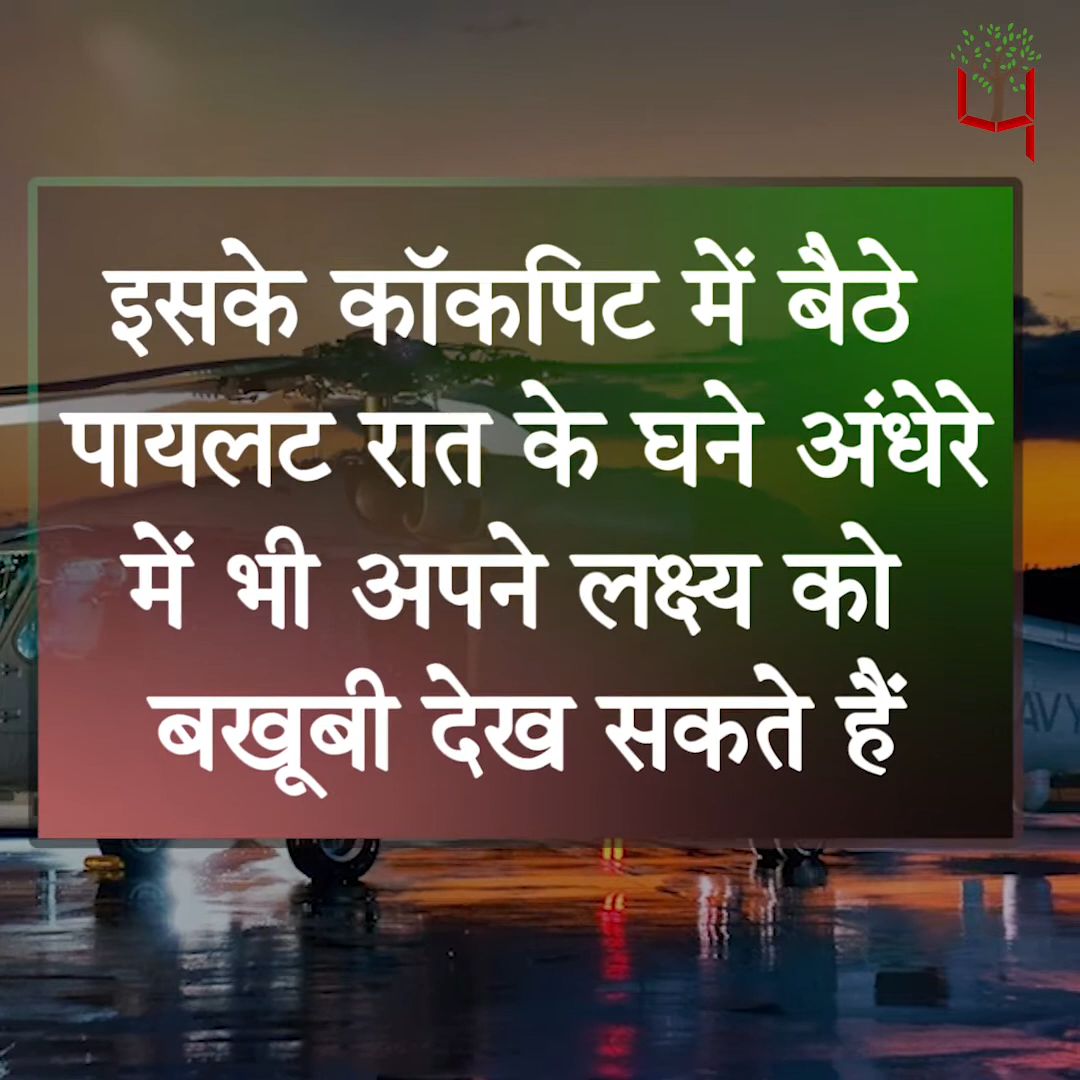 इसके कॉकपिट में बैठे
पायलट रात के घने अंधेरे
में भी अपने लक्ष्य को
बखूबी देख सकते हैं